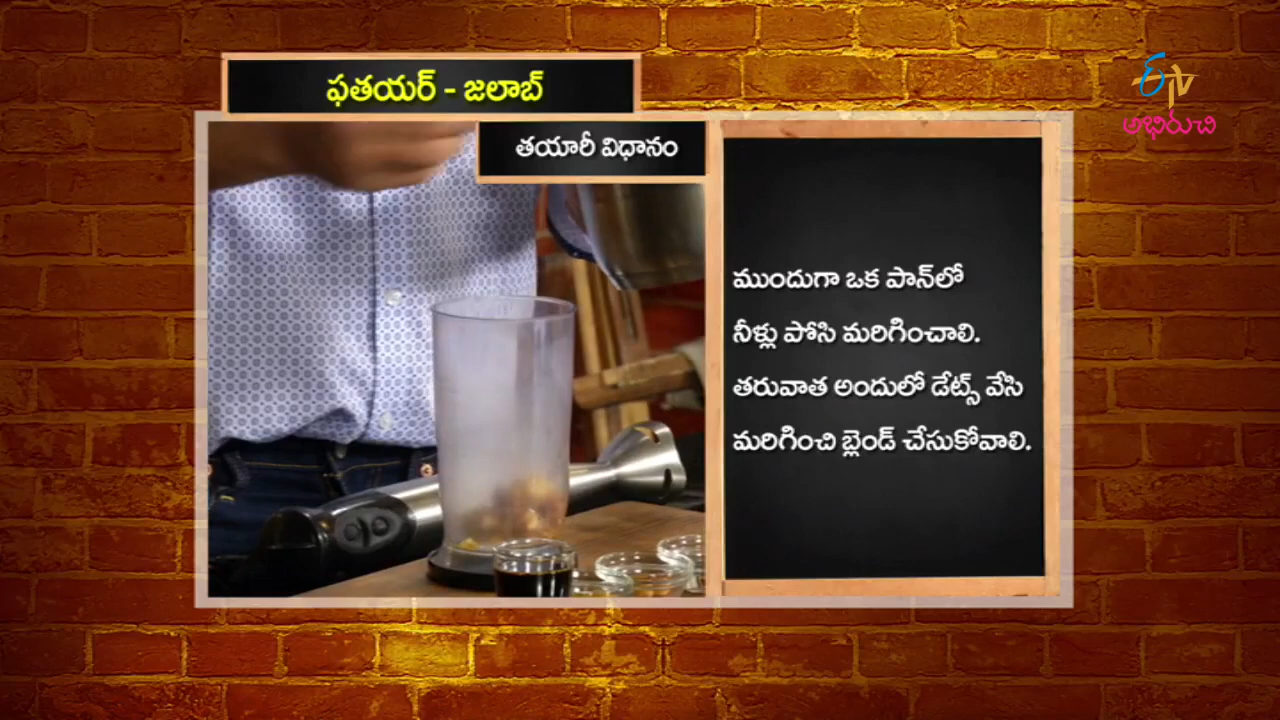 ఫతయర్ - జలాబ్
ETV
అభిరుచి
తయారీ విధానం
ముందుగా ఒక పాన్‌లో
నీళ్లు పోసి మరిగించాలి.
తరువాత అందులో డేట్స్ వేసి
మరిగించి బ్లెండ్ చేసుకోవాలి.